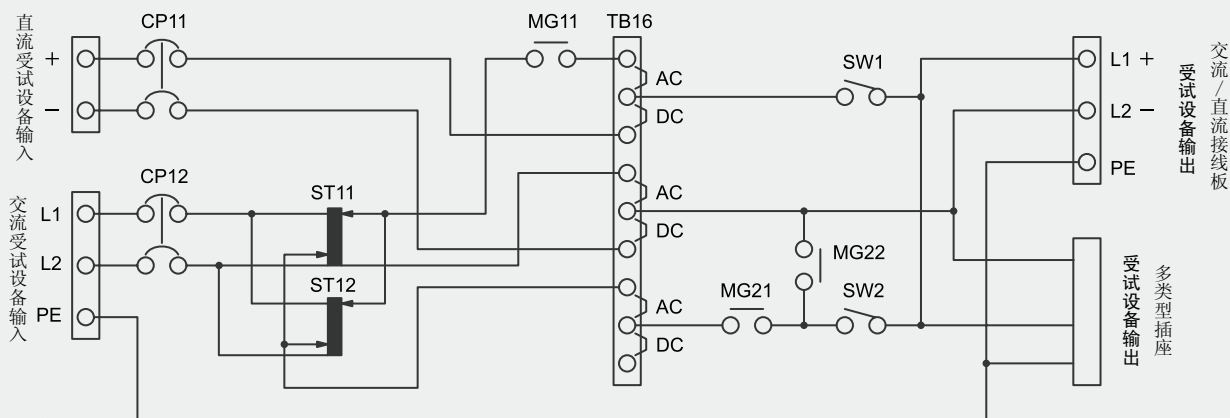 直流受试设备输入
+
−
CP11
MG11
TB16
AC
DC
SW1
L1 +
L2 −
PE
受试设备输出
交流/直流接线板
交流受试设备输入
L1
L2
PE
CP12
ST11
ST12
AC
DC
MG22
AC
DC
MG21
SW2
受试设备输出
多类型插座